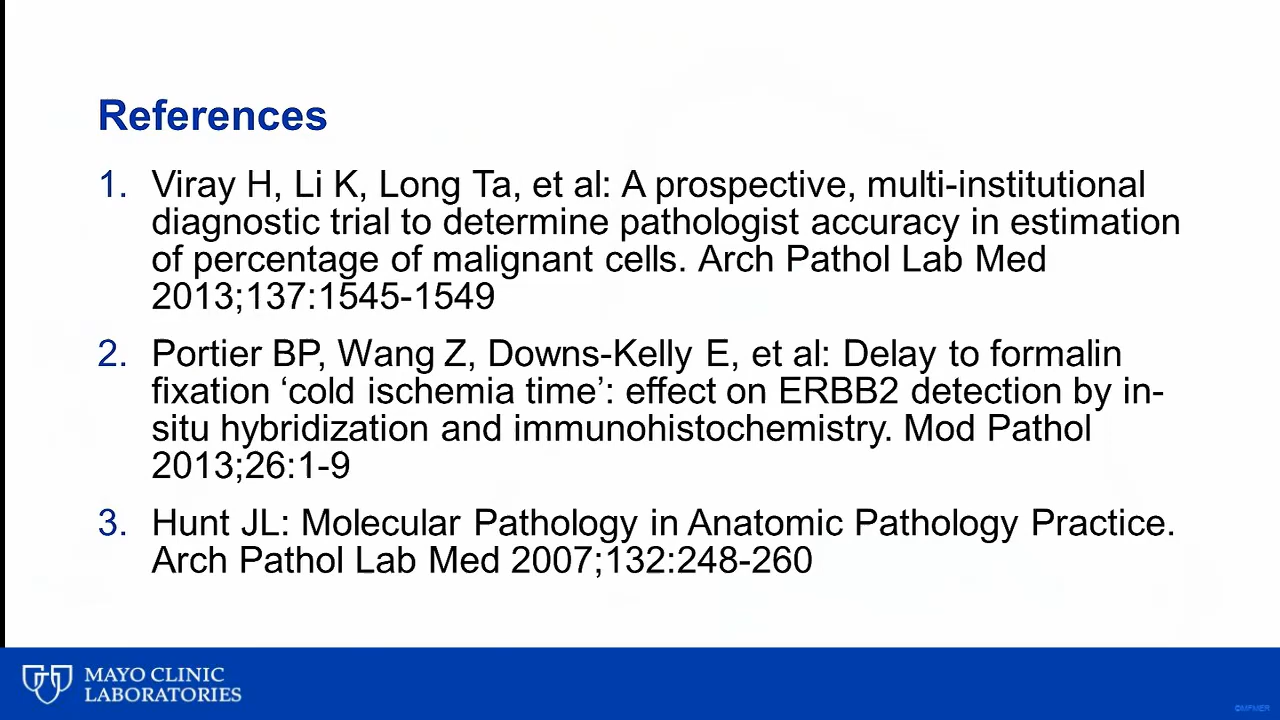 References
1. Viray H, Li K, Long Ta, et al: A prospective, multi-institutional
diagnostic trial to determine pathologist accuracy in estimation
of percentage of malignant cells. Arch Pathol Lab Med
2013;137:1545-1549
2. Portier BP, Wang Z, Downs-Kelly E, et al: Delay to formalin
fixation ‘cold ischemia time’: effect on ERBB2 detection by in-
situ hybridization and immunohistochemistry. Mod Pathol
2013;26:1-9
3. Hunt JL: Molecular Pathology in Anatomic Pathology Practice.
Arch Pathol Lab Med 2007;132:248-260
MAYO CLINIC
LABORATORIES
©MFMER